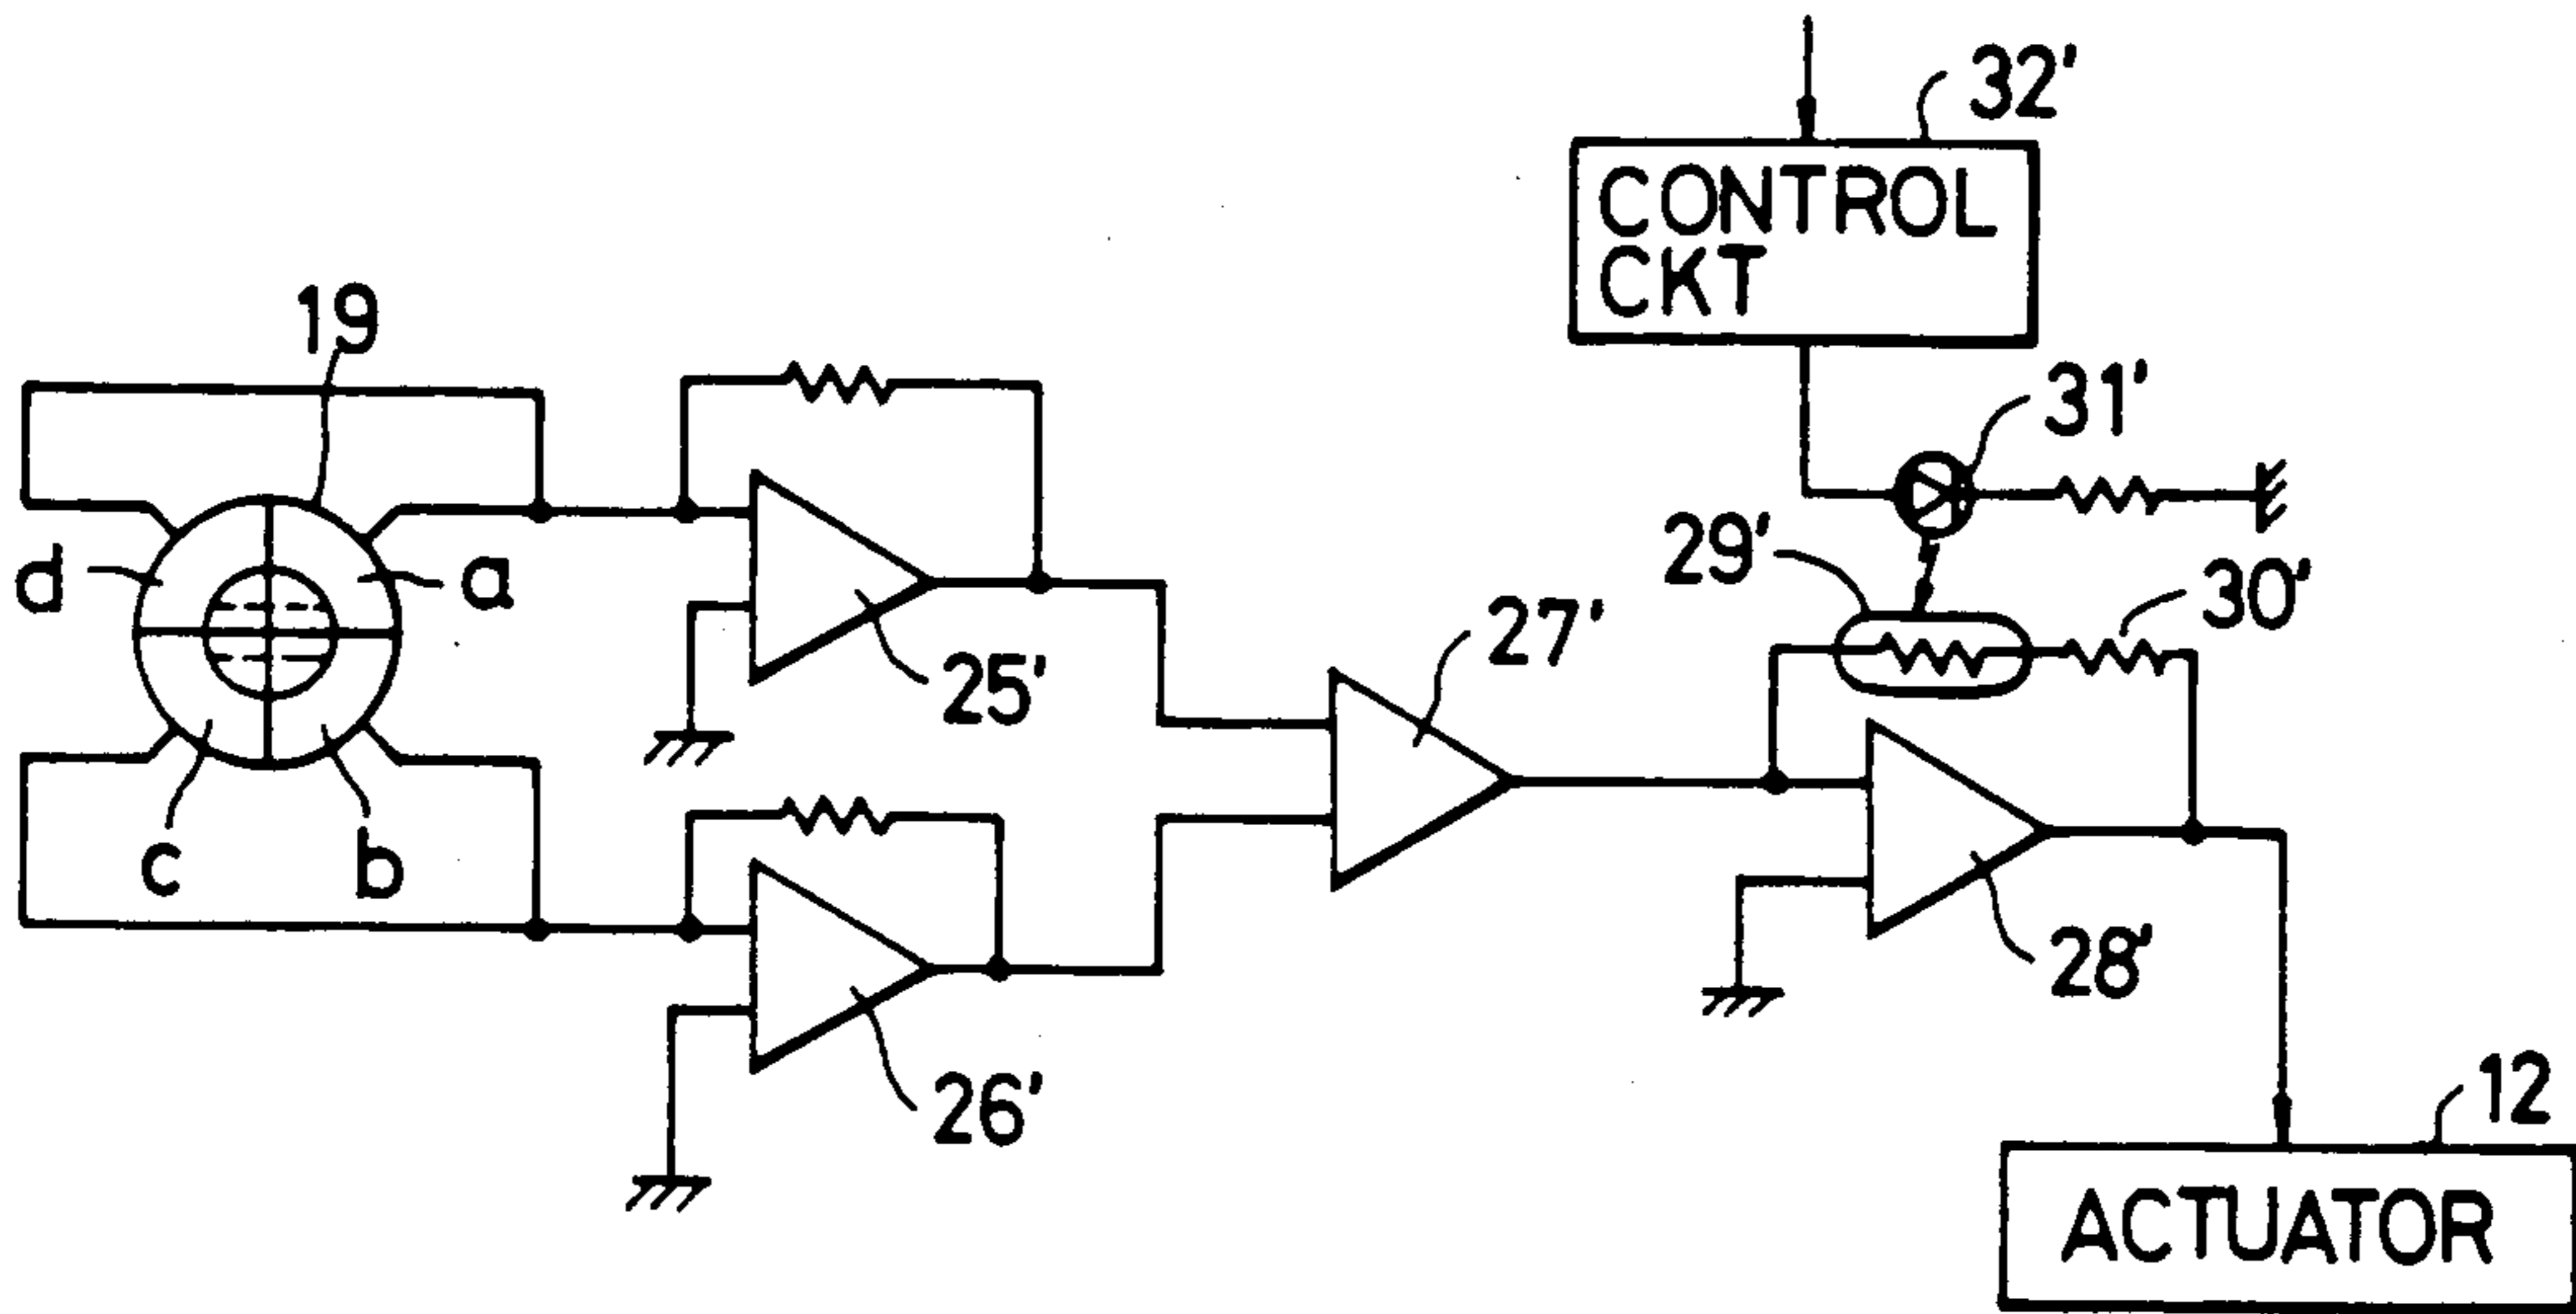 32'
CONTROL
CKT
19
31'
29'
30'
d
a
27'
25'
c
b
28'
26'
12
ACTUATOR